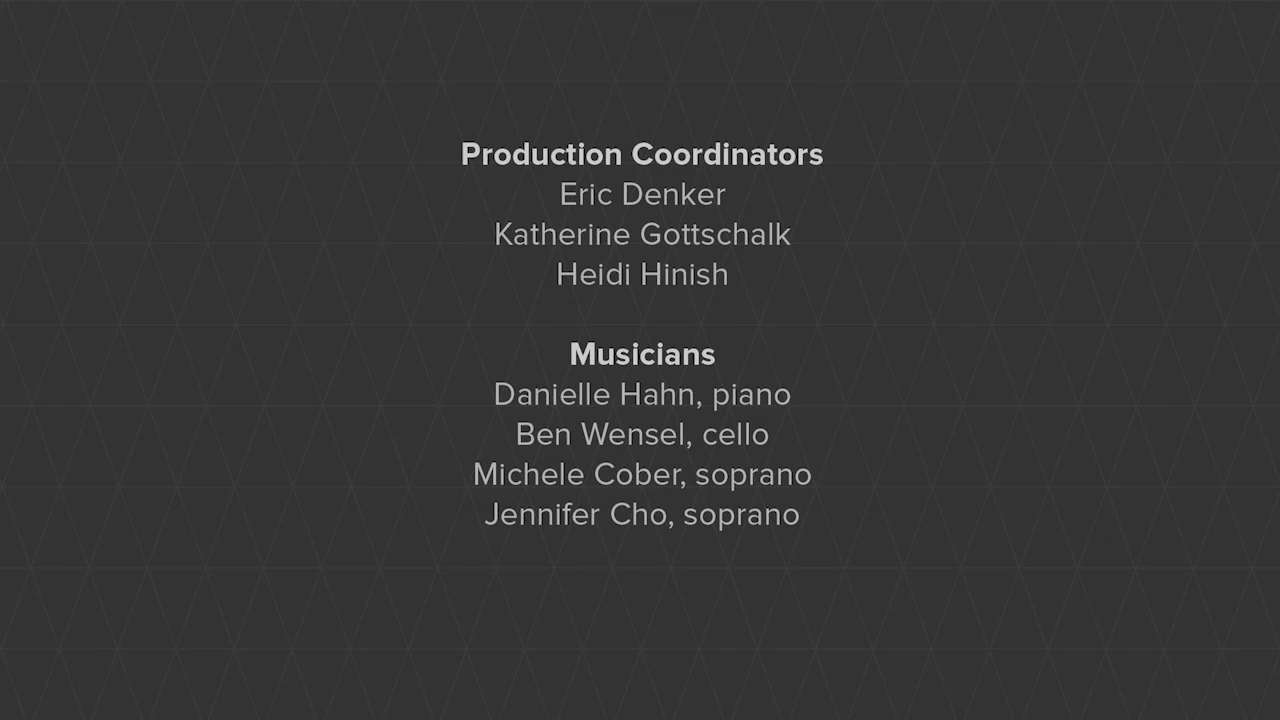 Production Coordinators
Eric Denker
Katherine Gottschalk
Heidi Hinish
Musicians
Danielle Hahn, piano
Ben Wensel, cello
Michele Cober, soprano
Jennifer Cho, soprano